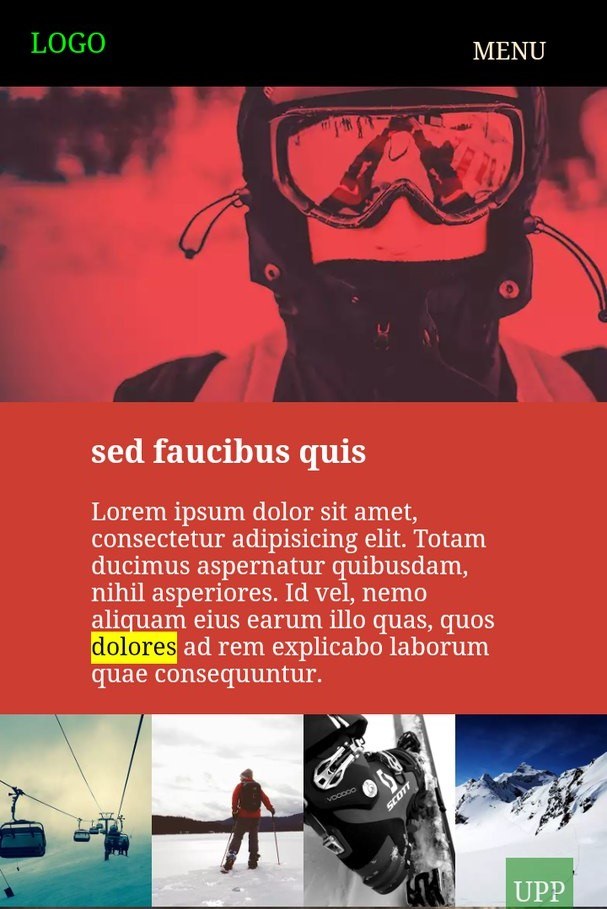 LOGO
MENU
sed faucibus quis
Lorem ipsum dolor sit amet,
consectetur adipisicing elit. Totam
ducimus aspernatur quibusdam,
nihil asperiores. Id vel, nemo
aliquam eius earum illo quas, quos
dolores ad rem explicabo laborum
quae consequuntur.
VOODOO
SCOTT
UPP